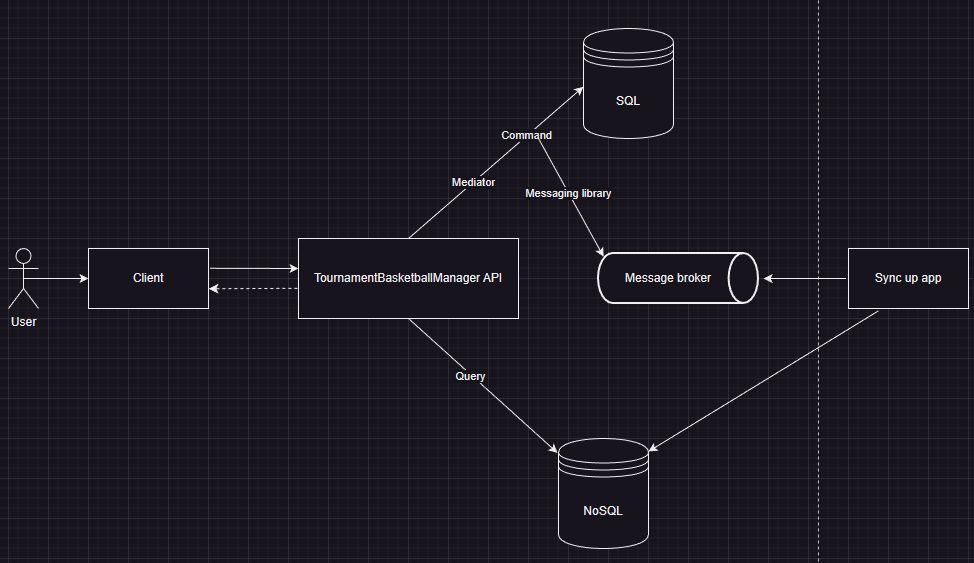 SQL
Command
Mediator
Messaging library
Client
TournamentBasketballManager API
Message broker
Sync up app
User
Query
NoSQL